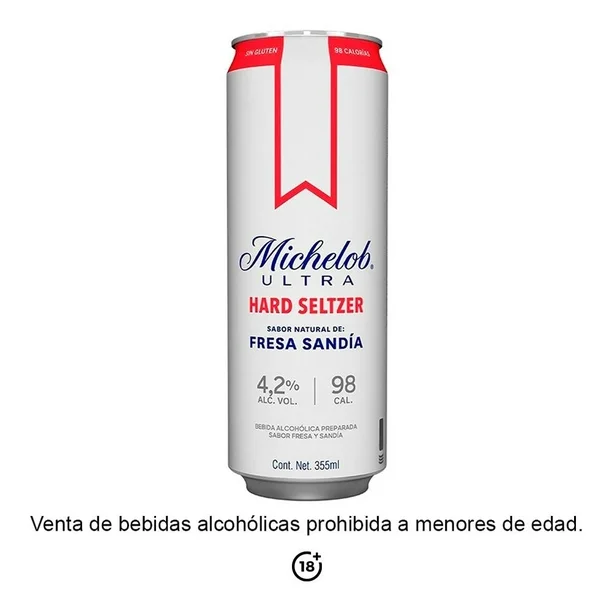 SIN GLUTEN
98 CALORÍAS
Michelob®
ULTRA
HARD SELTZER
SABOR NATURAL DE:
FRESA SANDÍA
4,2% | 98
ALC. VOL. CAL.
BEBIDA ALCOHÓLICA PREPARADA
SABOR FRESA Y SANDÍA
Cont. Net. 355ml
Venta de bebidas alcohólicas prohibida a menores de edad.
18+